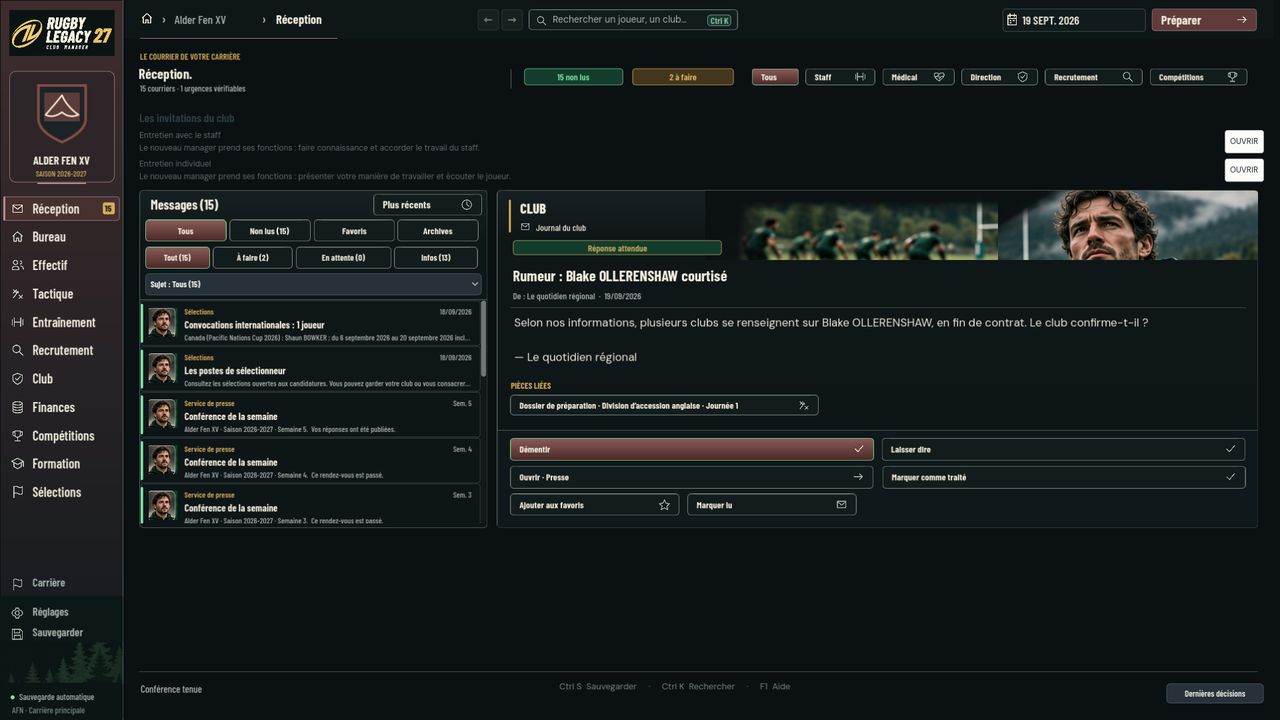 RUGBY
LEGACY 27
CLUB MANAGER
Alder Fen XV › Réception
Rechercher un joueur, un club... Ctrl K
19 SEPT. 2026
Préparer
ALDER FEN XV
SAISON 2026-2027
Réception 15
Bureau
Effectif
Tactique
Entraînement
Recrutement
Club
Finances
Compétitions
Formation
Sélections
Carrière
Réglages
Sauvegarder
Sauvegarde automatique
AFN · Carrière principale
LE COURRIER DE VOTRE CARRIÈRE
Réception.
15 courriers · 1 urgences vérifiables
15 non lus
2 à faire
Tous
Staff
Médical
Direction
Recrutement
Compétitions
Les invitations du club
Entretien avec le staff
Le nouveau manager prend ses fonctions : faire connaissance et accorder le travail du staff.
OUVRIR
Entretien individuel
Le nouveau manager prend ses fonctions : présenter votre manière de travailler et écouter le joueur.
OUVRIR
Messages (15)
Plus récents
Tous
Non lus (15)
Favoris
Archives
Tout (15)
À faire (2)
En attente (0)
Infos (13)
Sujet : Tous (15)
Sélections 18/09/2026
Convocations internationales : 1 joueur
Canada (Pacific Nations Cup 2026) : Shaun BOWKER ; du 6 septembre 2026 au 20 septembre 2026 incl...
Sélections 18/09/2026
Les postes de sélectionneur
Consultez les sélections ouvertes aux candidatures. Vous pouvez garder votre club ou vous consacrer...
Service de presse Sem. 5
Conférence de la semaine
Alder Fen XV · Saison 2026-2027 · Semaine 5. Vos réponses ont été publiées.
Service de presse Sem. 4
Conférence de la semaine
Alder Fen XV · Saison 2026-2027 · Semaine 4. Ce rendez-vous est passé.
Service de presse Sem. 3
Conférence de la semaine
Alder Fen XV · Saison 2026-2027 · Semaine 3. Ce rendez-vous est passé.
CLUB
Journal du club
Réponse attendue
Rumeur : Blake OLLERENSHAW courtisé
De : Le quotidien régional · 19/09/2026
Selon nos informations, plusieurs clubs se renseignent sur Blake OLLERENSHAW, en fin de contrat. Le club confirme-t-il ?
— Le quotidien régional
PIÈCES LIÉES
Dossier de préparation · Division d'accession anglaise · Journée 1
Démentir
Laisser dire
Ouvrir · Presse
Marquer comme traité
Ajouter aux favoris
Marquer lu
Conférence tenue
Ctrl S Sauvegarder · Ctrl K Rechercher · F1 Aide
Dernières décisions